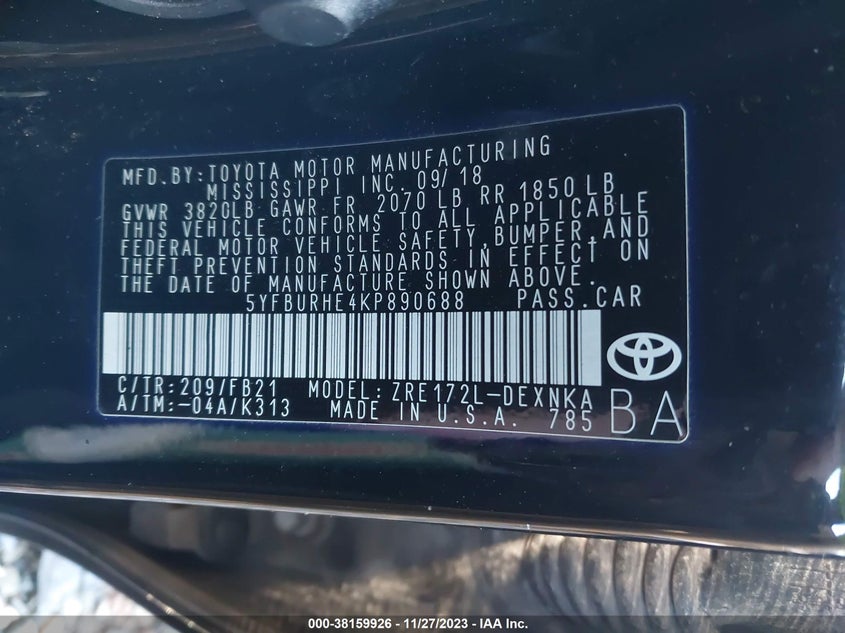 MFD. BY: TOYOTA MOTOR MANUFACTURING
MISSISSIPPI INC. 09/18
GVWR 3820LB GAWR FR 2070 LB RR 1850 LB
THIS VEHICLE CONFORMS TO ALL APPLICABLE
FEDERAL MOTOR VEHICLE SAFETY, BUMPER, AND
THEFT PREVENTION STANDARDS IN EFFECT ON
THE DATE OF MANUFACTURE SHOWN ABOVE.
5YFBURHE4KP890688 PASS. CAR
C/TR: 209/FB21 MODEL: ZRE172L-DEXNKA
A/TM: -04A/K313 MADE IN U.S.A. 785 BA
000-38159926 - 11/27/2023 - IAA Inc.